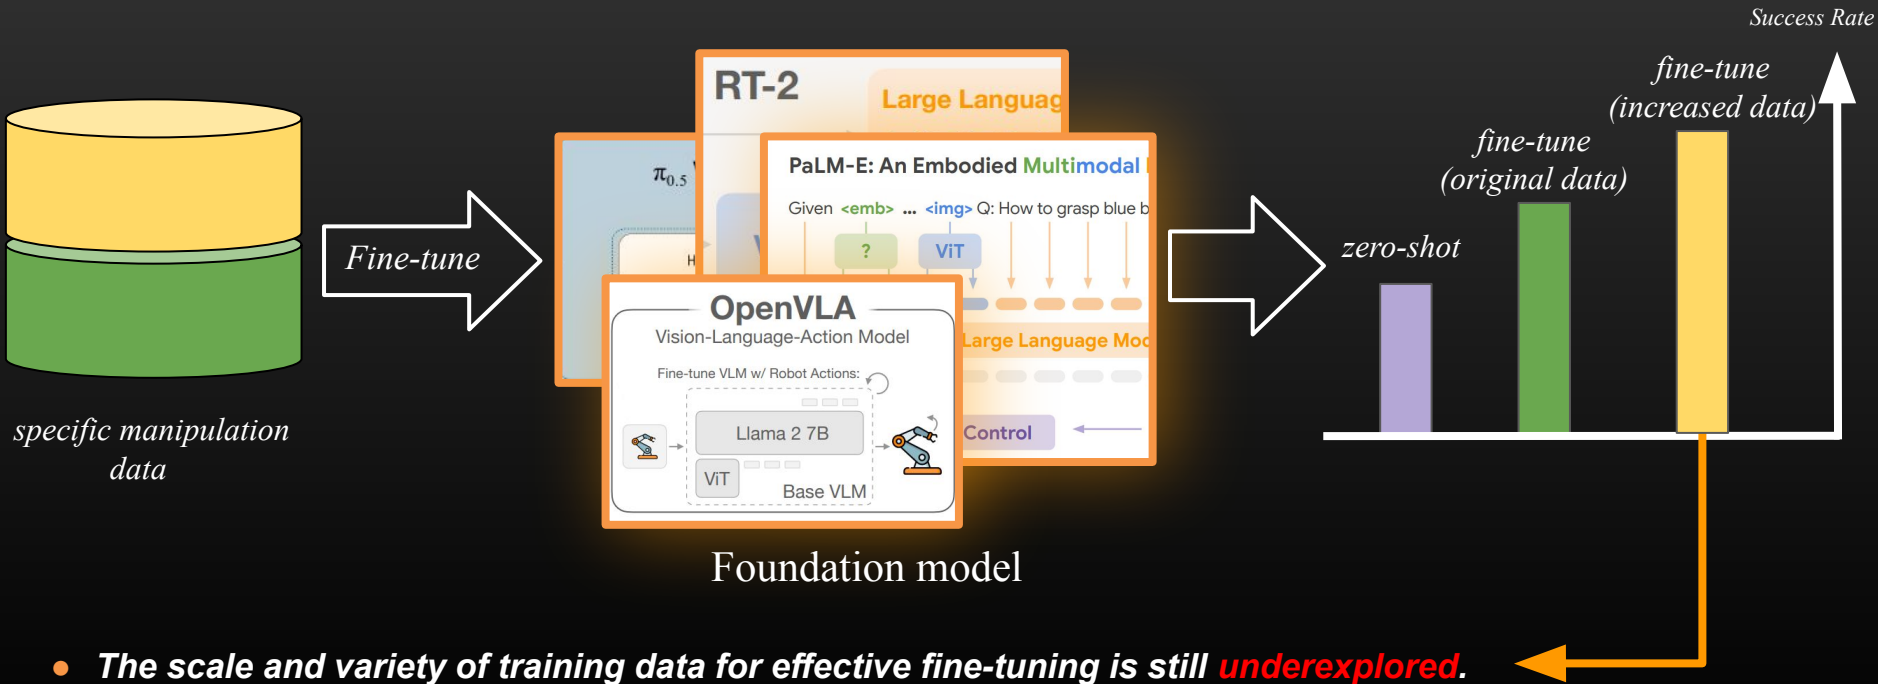 Success Rate
fine-tune
(increased data)
fine-tune
(original data)
zero-shot
specific manipulation
data
Fine-tune
RT-2
Large Languag
π0.5
H
PaLM-E: An Embodied Multimodal
Given <emb> ... <img> Q: How to grasp blue b
? ViT
Large Language Mod
Control
OpenVLA
Vision-Language-Action Model
Fine-tune VLM w/ Robot Actions:
Llama 2 7B
ViT
Base VLM
Foundation model
● The scale and variety of training data for effective fine-tuning is still underexplored.